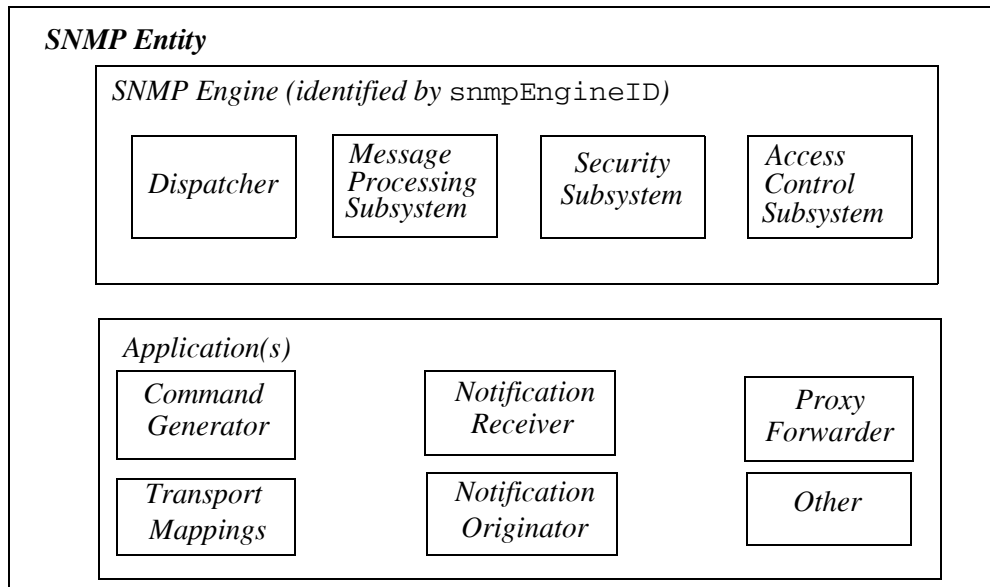 SNMP Entity
SNMP Engine (identified by snmpEngineID)
Dispatcher
Message
Processing
Subsystem
Security
Subsystem
Access
Control
Subsystem
Application(s)
Command
Generator
Notification
Receiver
Proxy
Forwarder
Transport
Mappings
Notification
Originator
Other